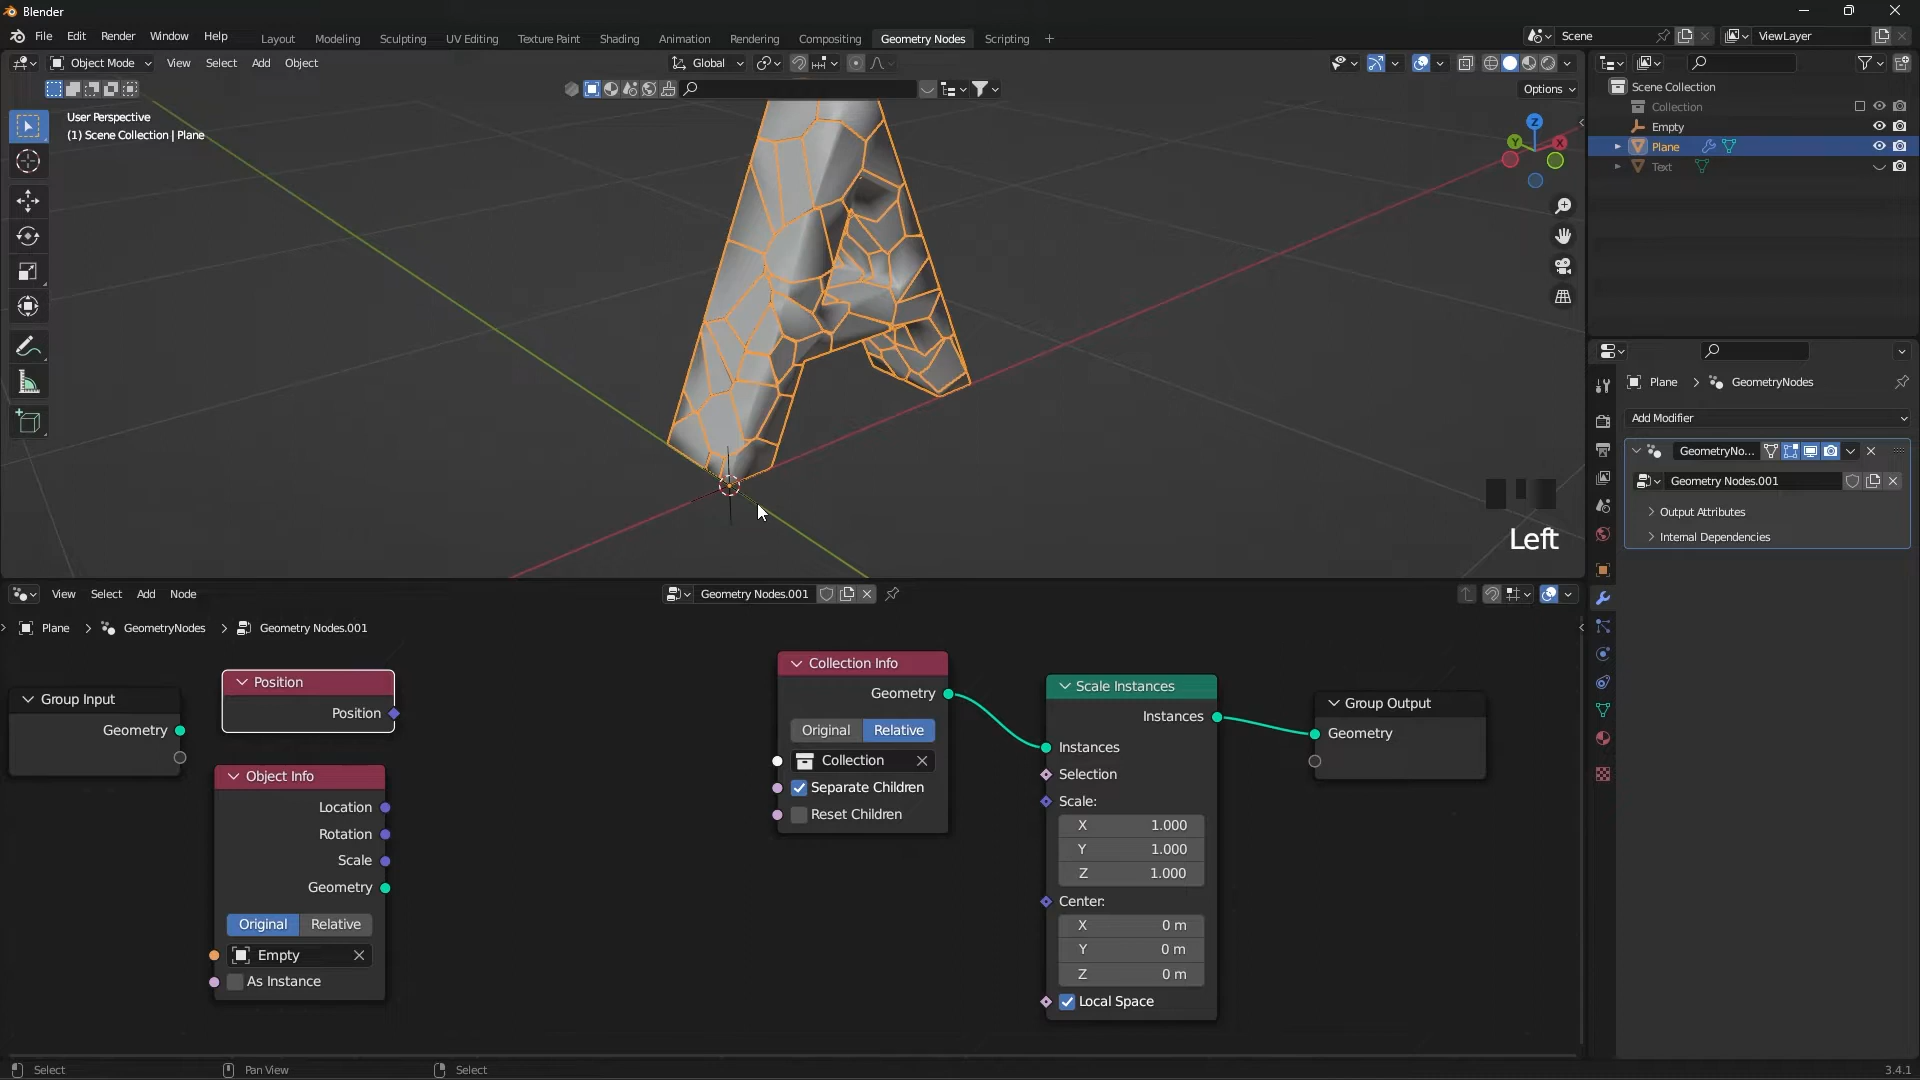 Blender
File Edit Render Window Help Layout Modeling Sculpting UV Editing Texture Paint Shading Animation Rendering Compositing Geometry Nodes Scripting Scene ViewLayer
Object Mode View Select Add Object Global
Options
User Perspective
(1) Scene Collection | Plane
Z
Y
X
Left
Scene Collection
Collection
Empty
Plane
Text
Plane GeometryNodes
Add Modifier
GeometryNo...
Geometry Nodes.001
Output Attributes
Internal Dependencies
View Select Add Node Geometry Nodes.001
Plane GeometryNodes Geometry Nodes.001
Group Input
Geometry
Position
Position
Object Info
Location
Rotation
Scale
Geometry
Original Relative
Empty
As Instance
Collection Info
Geometry
Original Relative
Collection
Separate Children
Reset Children
Scale Instances
Instances
Instances
Selection
Scale:
X 1.000
Y 1.000
Z 1.000
Center:
X 0 m
Y 0 m
Z 0 m
Local Space
Group Output
Geometry
Select Pan View Select 3.4.1